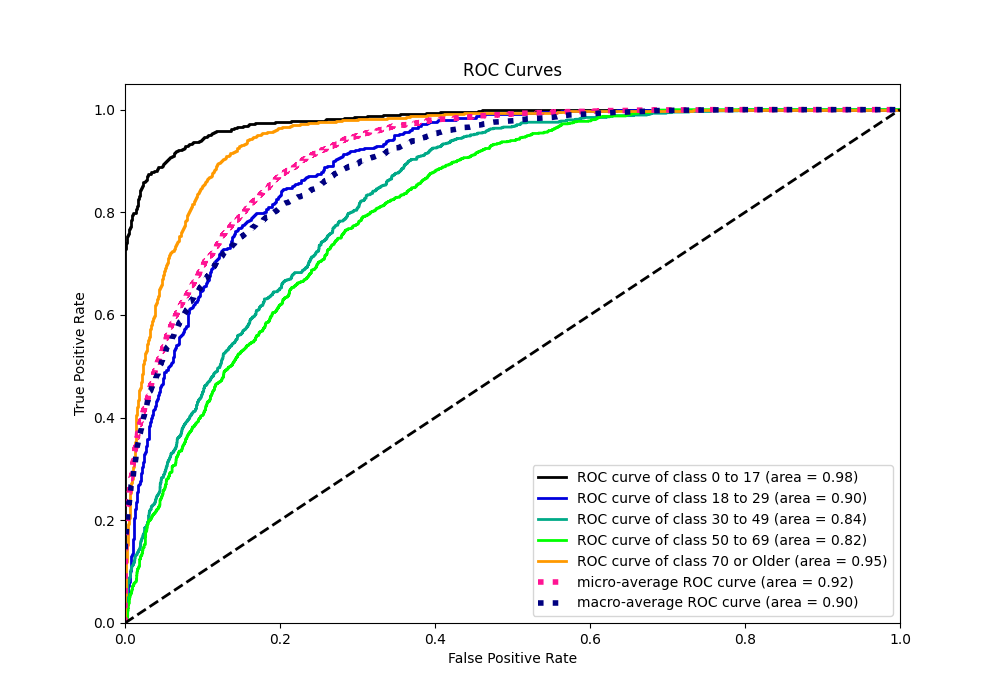 ROC Curves
True Positive Rate
1.0
0.8
0.6
0.4
0.2
0.0
0.0 0.2 0.4 0.6 0.8 1.0
False Positive Rate
ROC curve of class 0 to 17 (area = 0.98)
ROC curve of class 18 to 29 (area = 0.90)
ROC curve of class 30 to 49 (area = 0.84)
ROC curve of class 50 to 69 (area = 0.82)
ROC curve of class 70 or Older (area = 0.95)
micro-average ROC curve (area = 0.92)
macro-average ROC curve (area = 0.90)